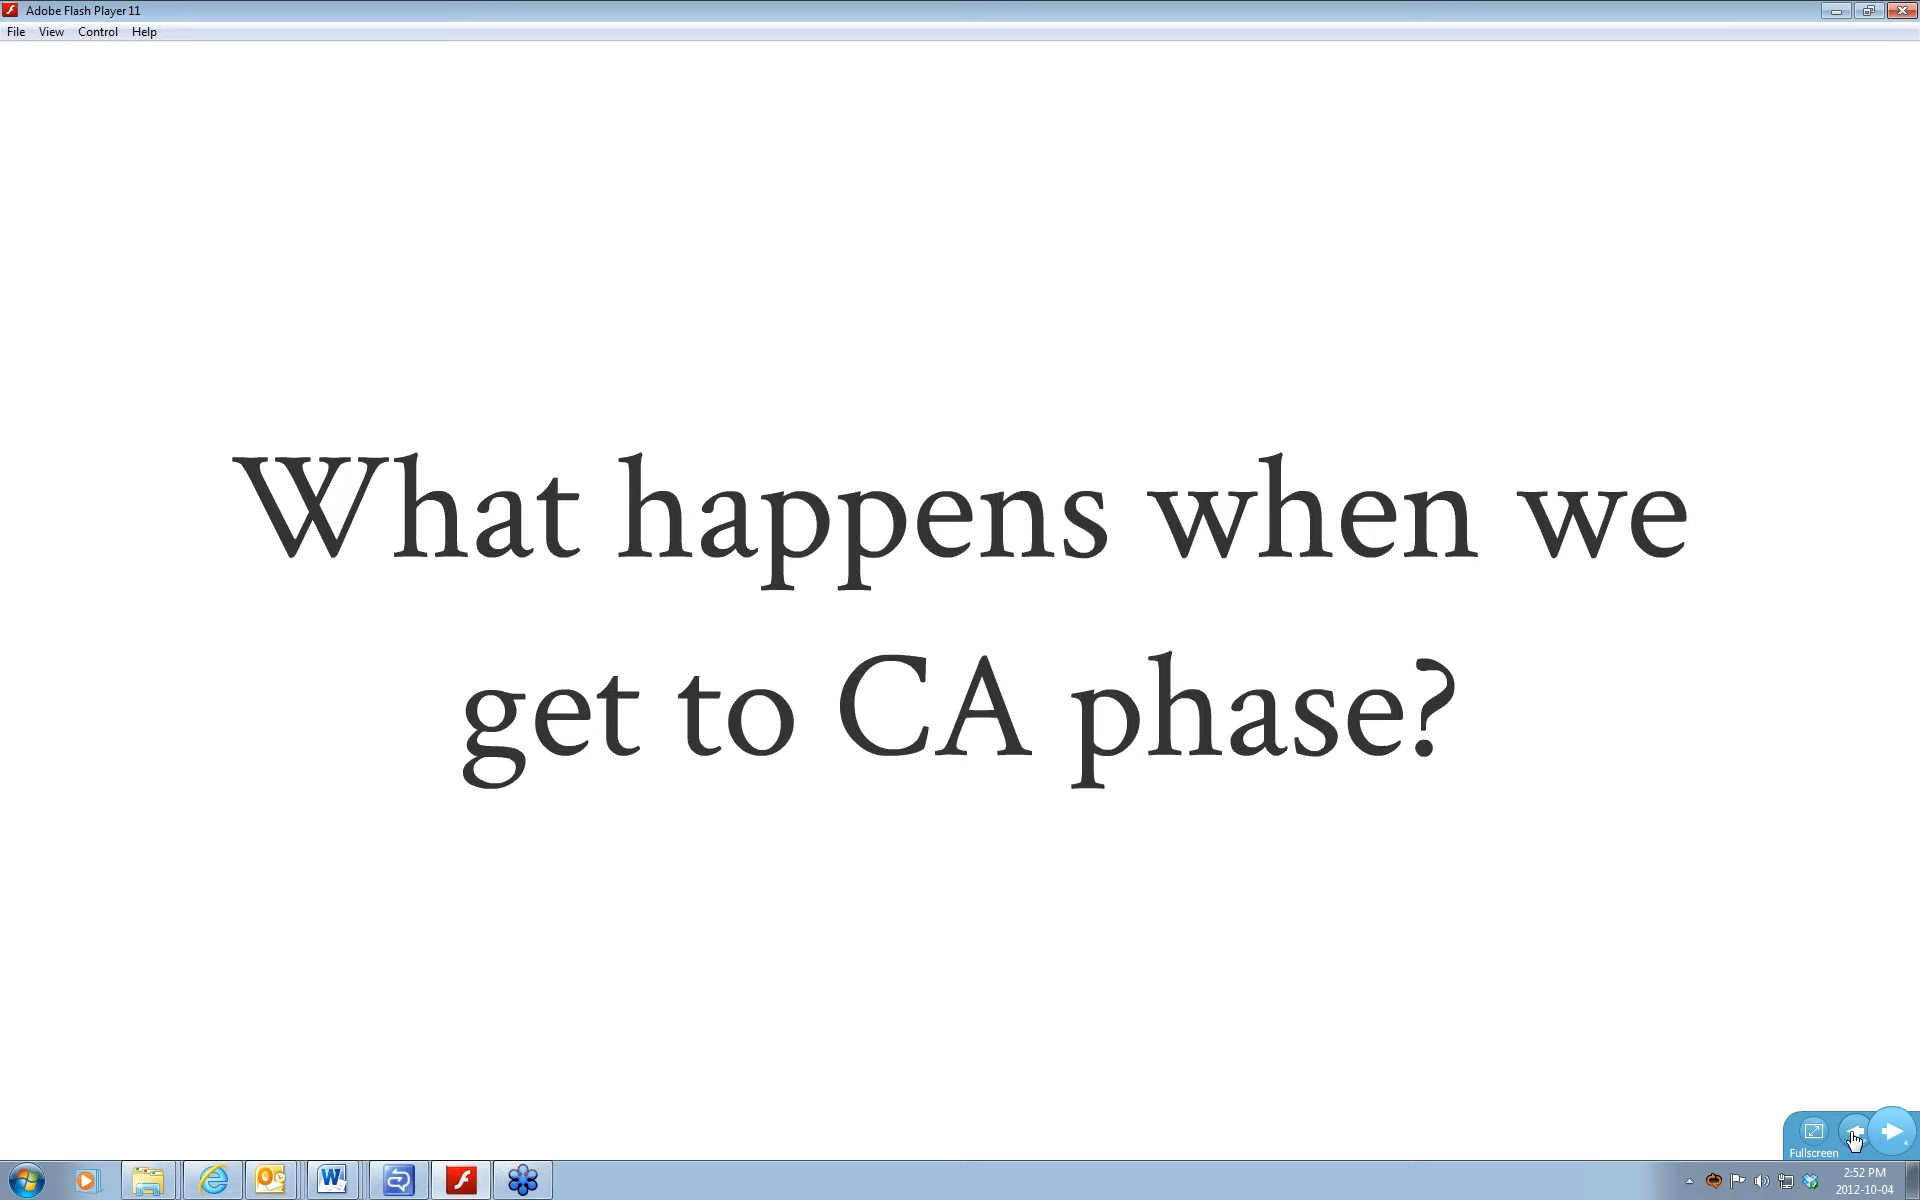 Adobe Flash Player 11
File View Control Help
What happens when we
get to CA phase?
Fullscreen
2:52 PM
2012-10-04